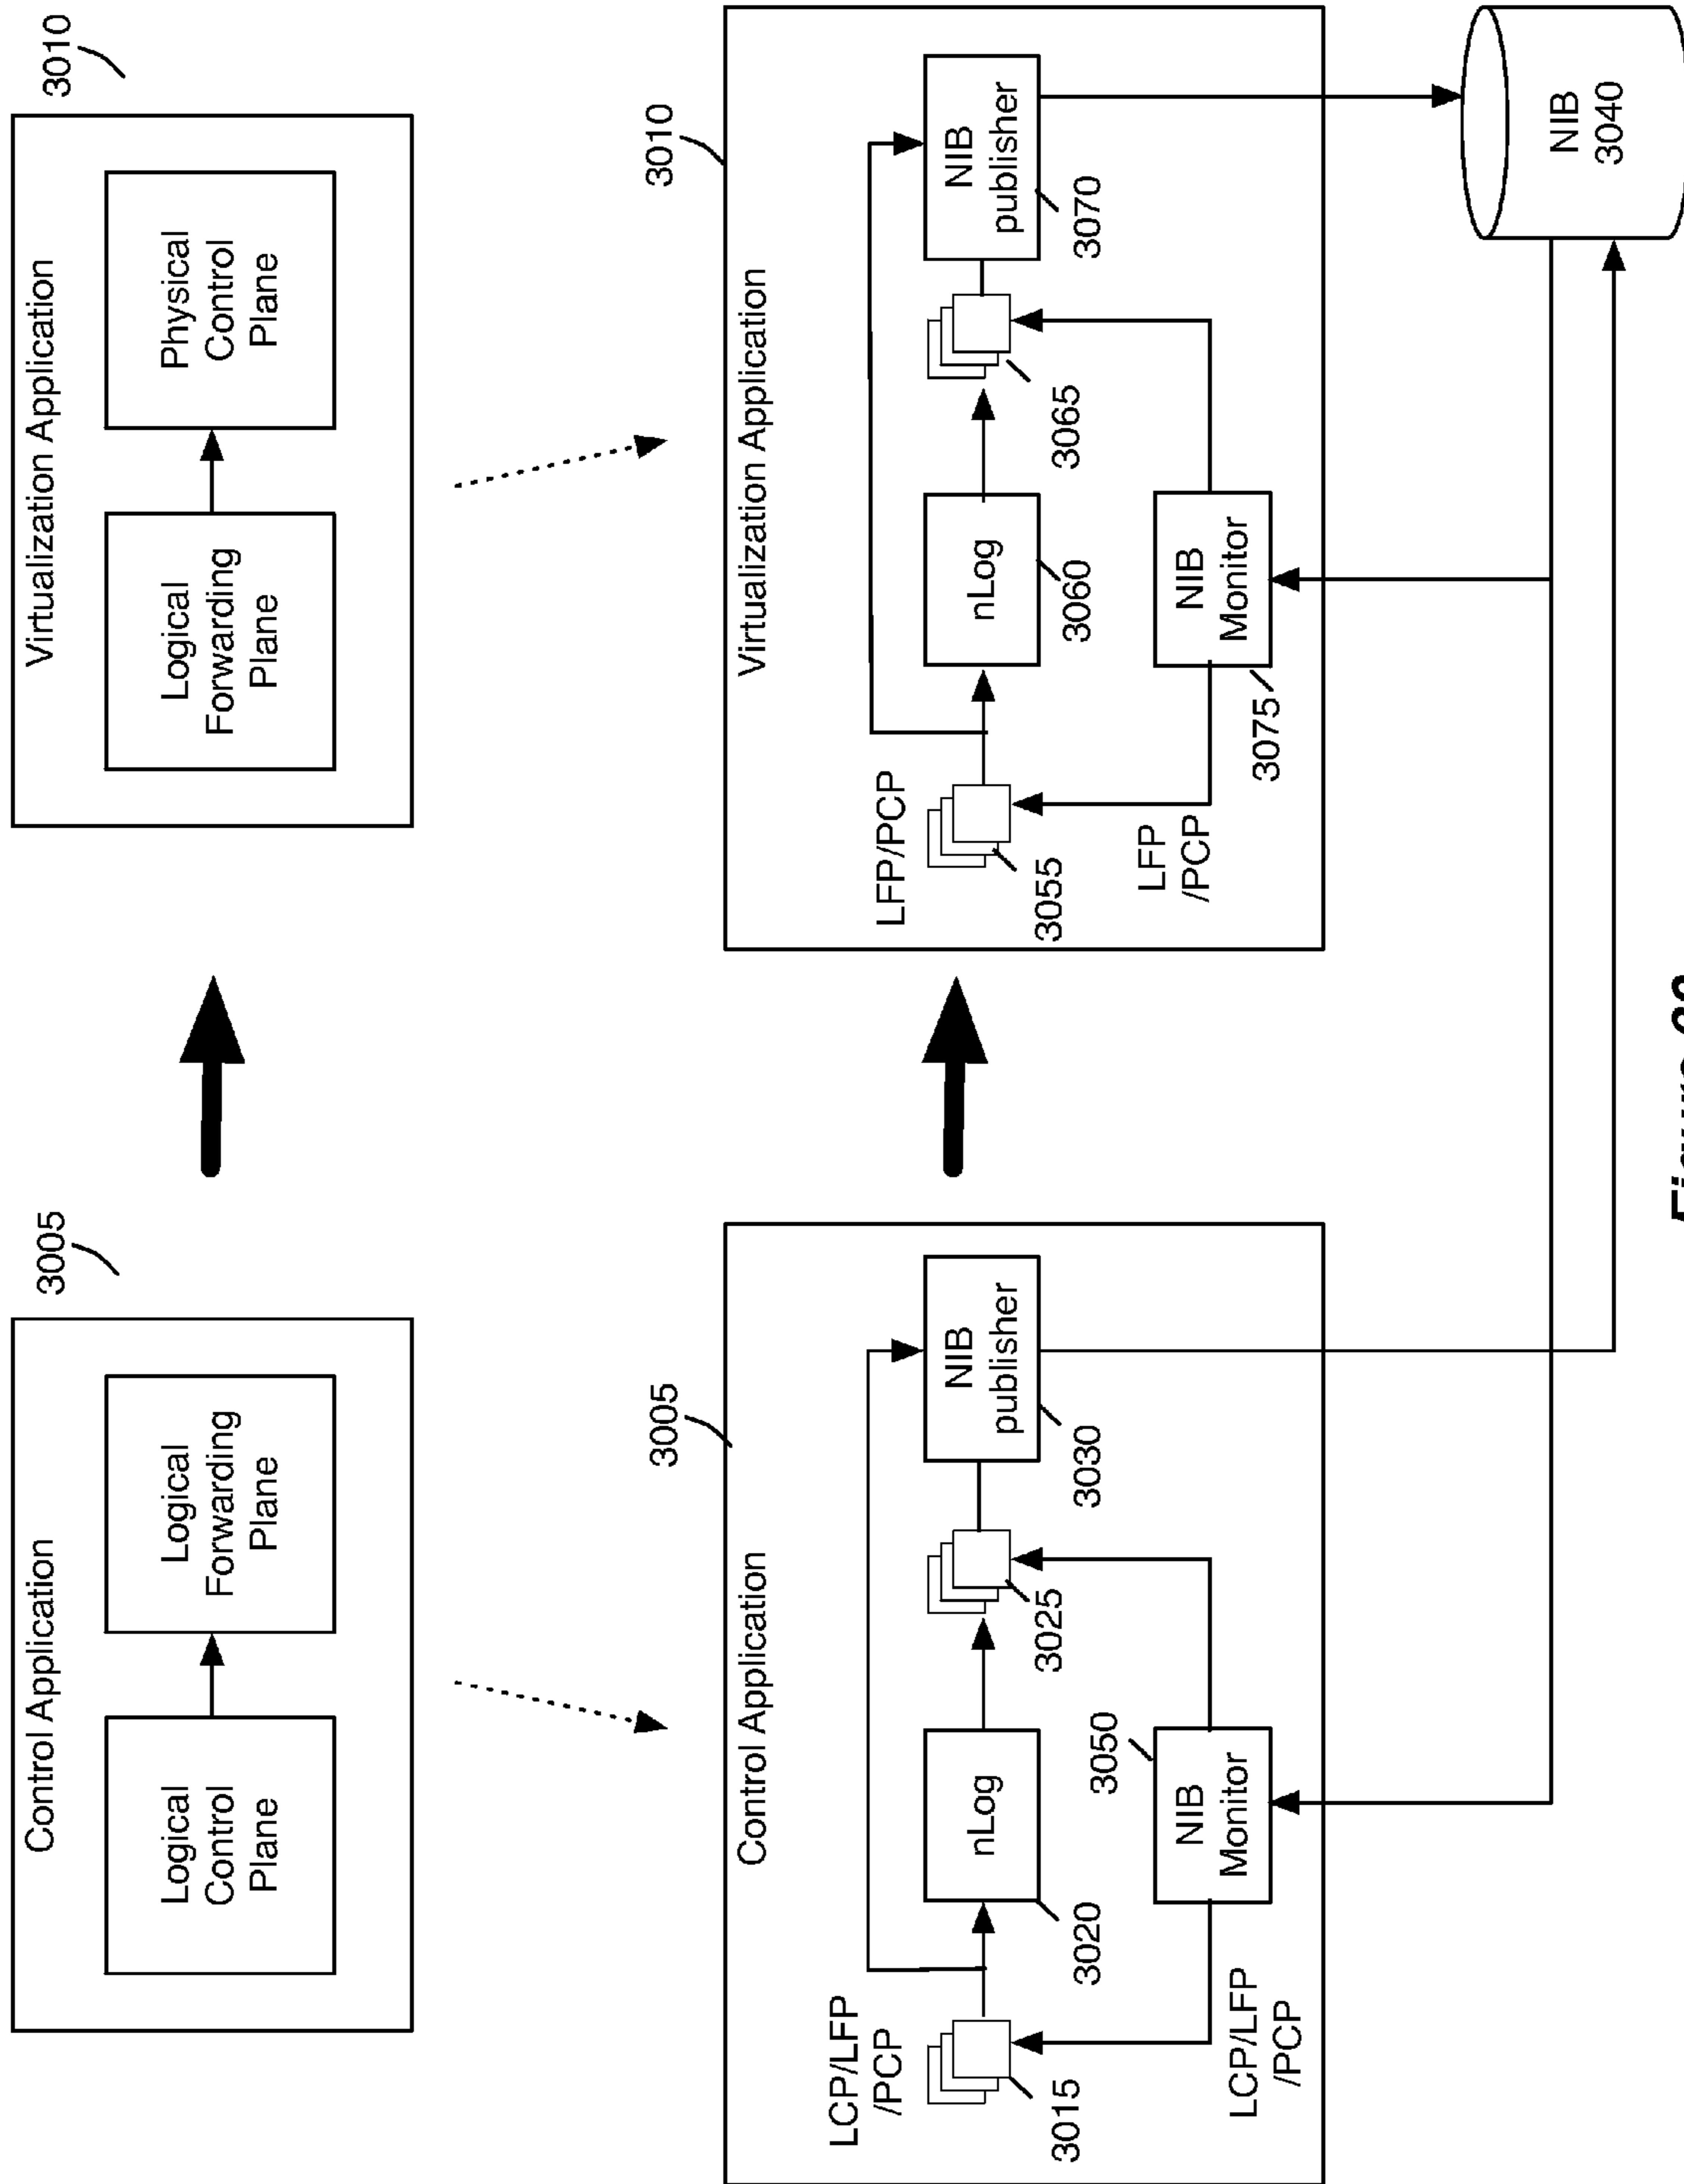 3005
Control Application
Logical
Control
Plane
Logical
Forwarding
Plane
3010
Virtualization Application
Logical
Forwarding
Plane
Physical
Control
Plane
3005
Control Application
LCP/LFP
/PCP
3015
nLog
3020
3025
NIB
publisher
3030
3050
NIB
Monitor
LCP/LFP
/PCP
3010
Virtualization Application
LFP/PCP
3055
nLog
3060
3065
NIB
publisher
3070
LFP
/PCP
3075
NIB
Monitor
NIB
3040
Figure